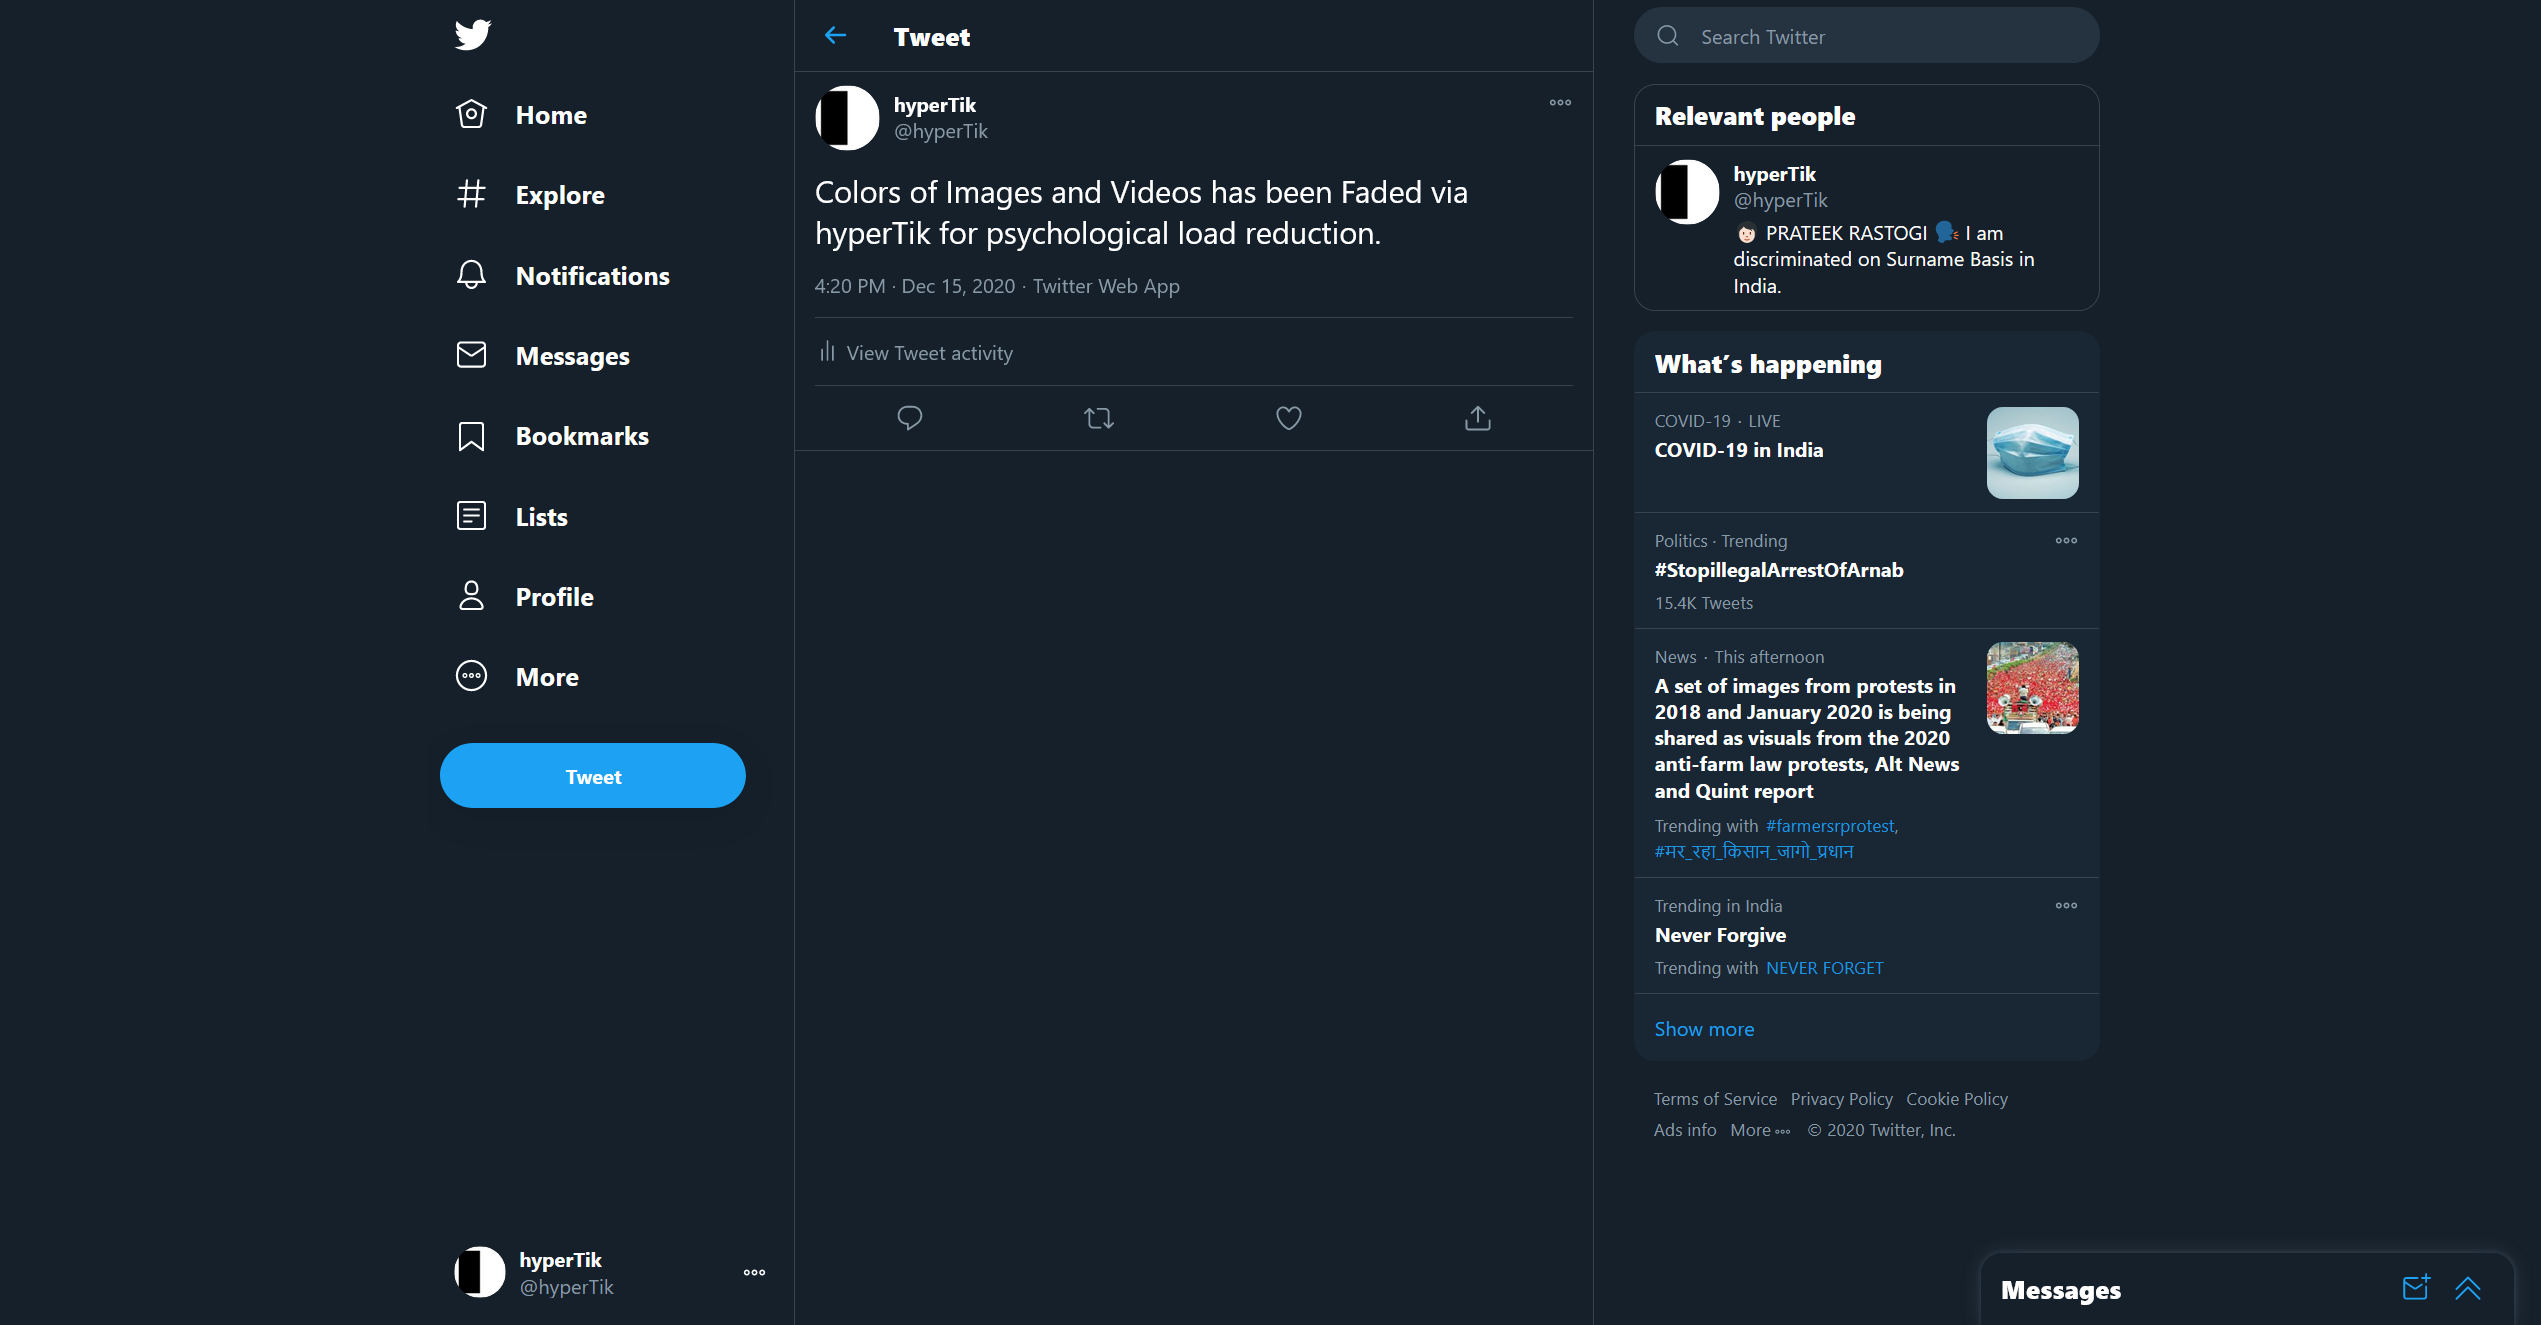 Home
Explore
Notifications
Messages
Bookmarks
Lists
Profile
More
Tweet
hyperTik
@hyperTik
Tweet
hyperTik
@hyperTik
Colors of Images and Videos has been Faded via
hyperTik for psychological load reduction.
4:20 PM · Dec 15, 2020 · Twitter Web App
View Tweet activity
Search Twitter
Relevant people
hyperTik
@hyperTik
PRATEEK RASTOGI I am
discriminated on Surname Basis in
India.
What's happening
COVID-19 · LIVE
COVID-19 in India
Politics · Trending
#StopillegalArrestOfArnab
15.4K Tweets
News · This afternoon
A set of images from protests in
2018 and January 2020 is being
shared as visuals from the 2020
anti-farm law protests, Alt News
and Quint report
Trending with #farmersrprotest,
#मर_रहा_किसान_जागो_प्रधान
Trending in India
Never Forgive
Trending with NEVER FORGET
Show more
Terms of Service Privacy Policy Cookie Policy
Ads info More © 2020 Twitter, Inc.
Messages